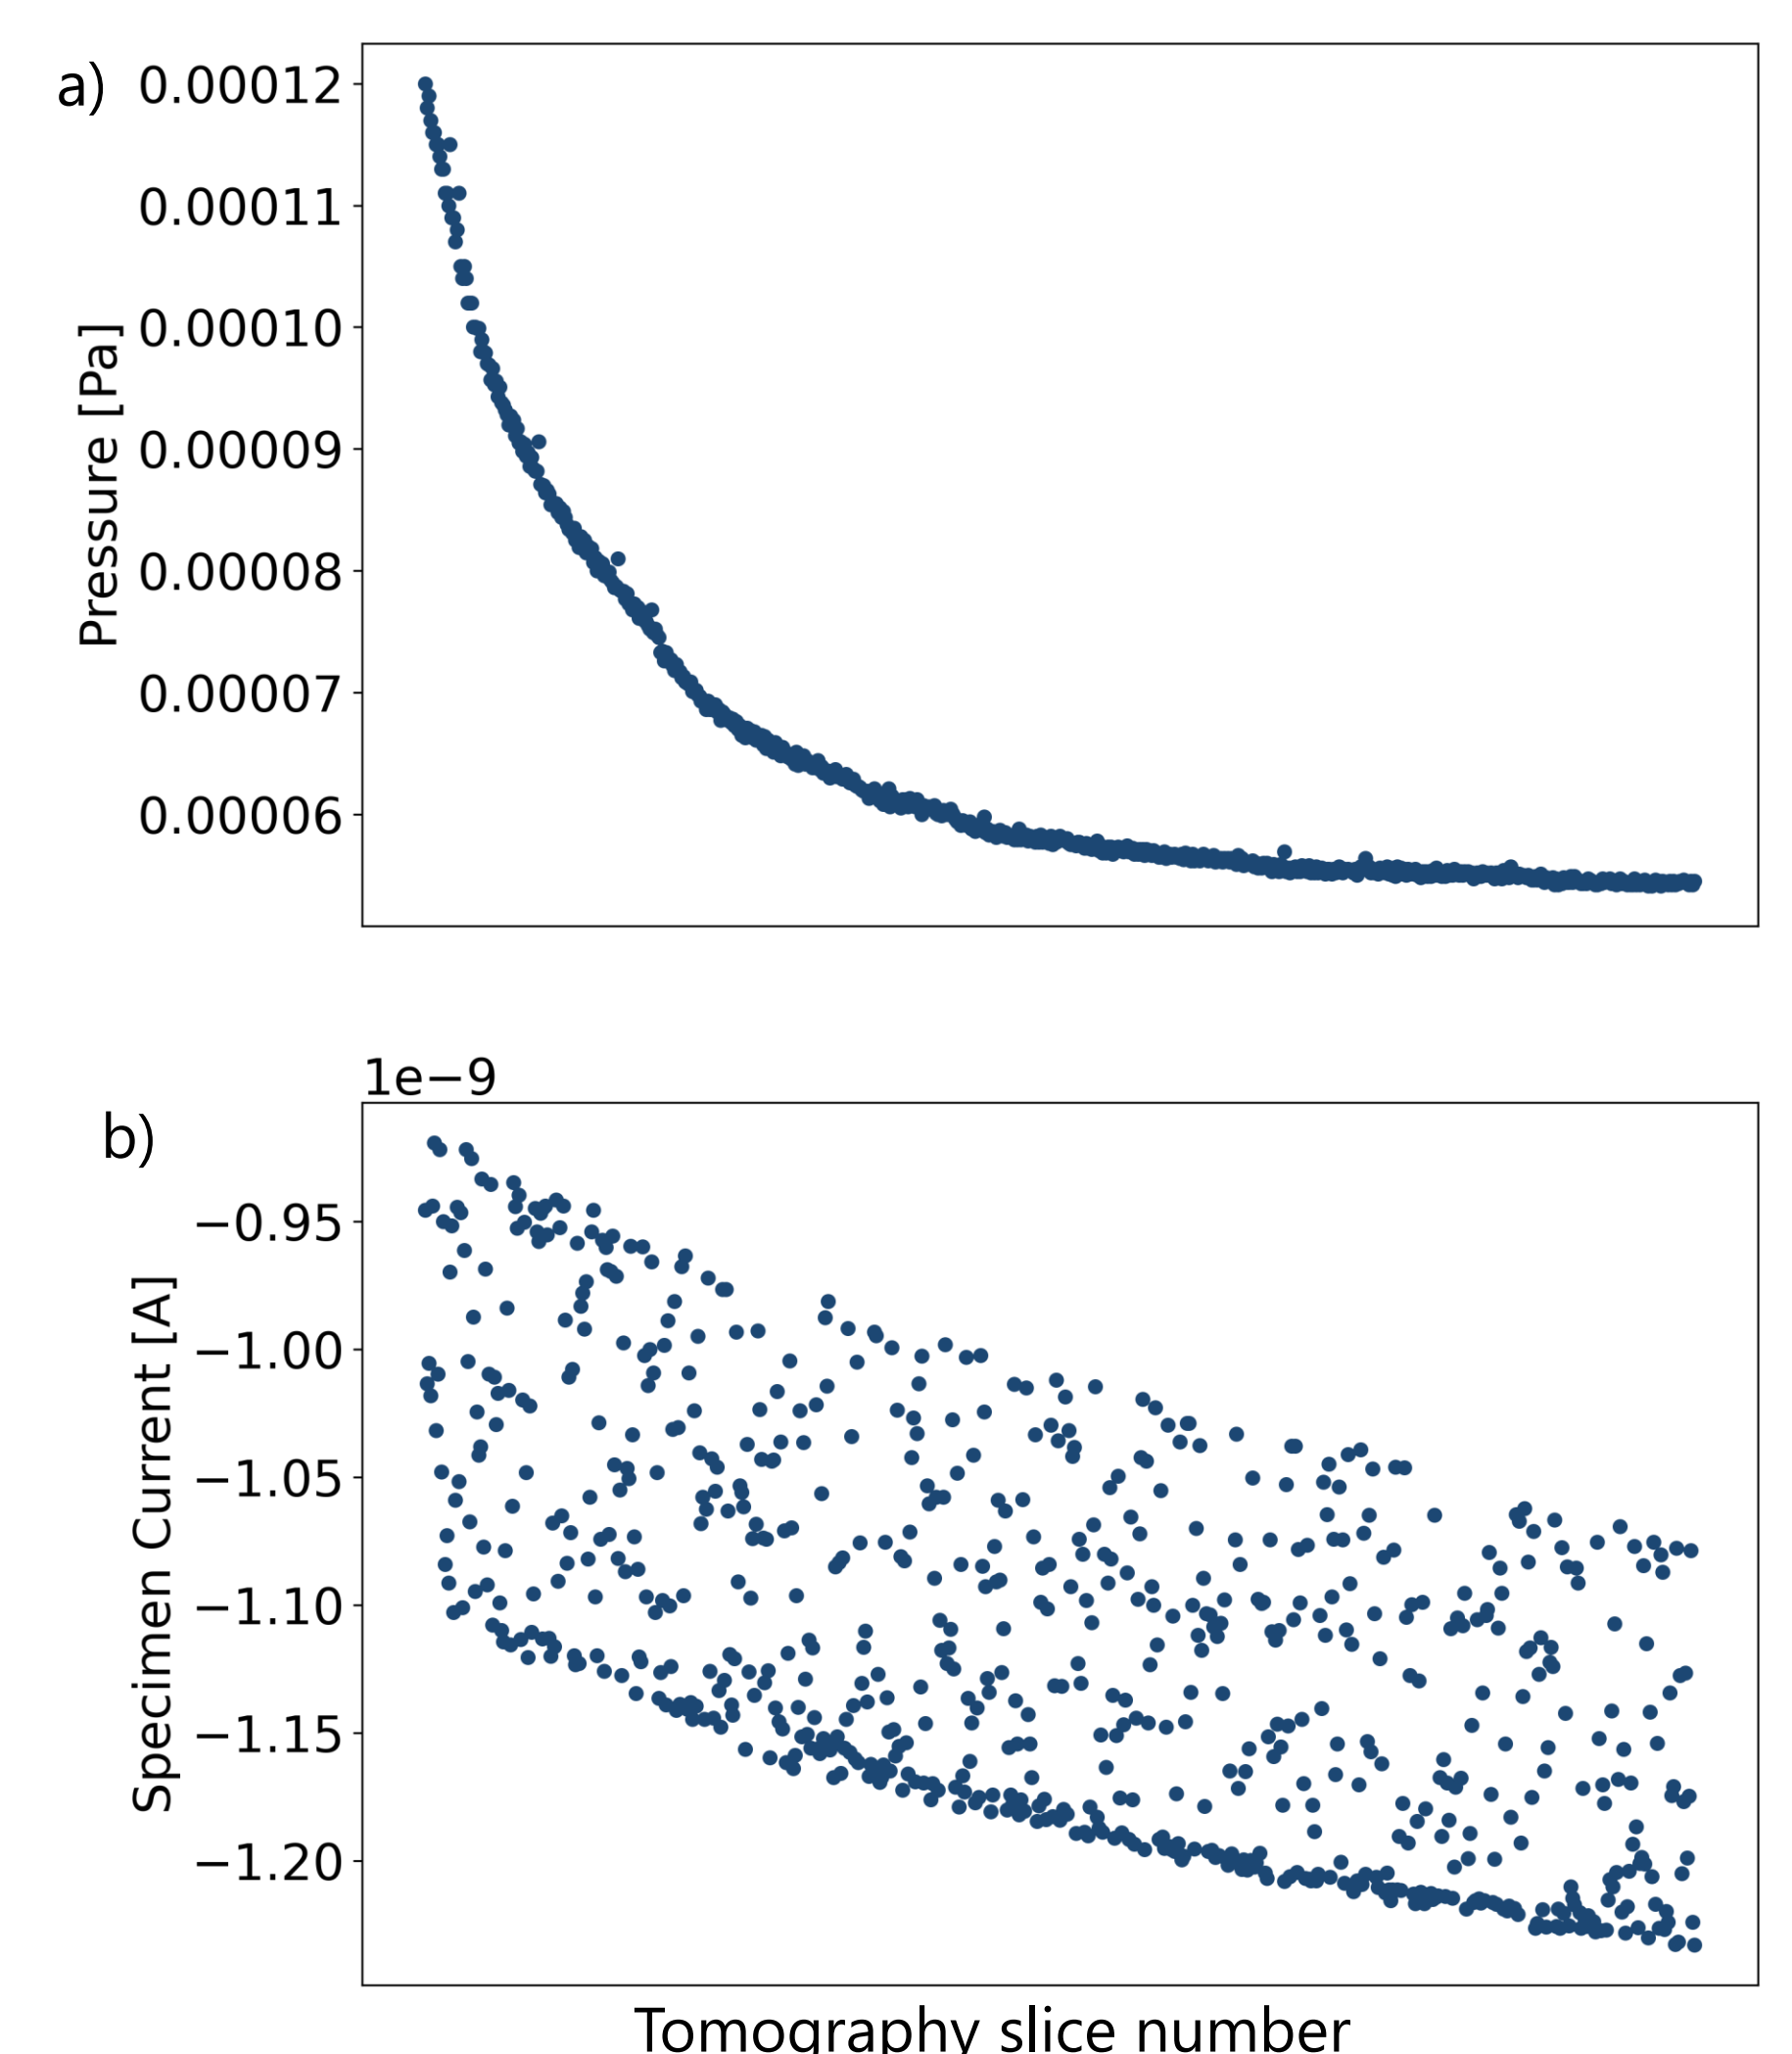 a)
0.00012
0.00011
0.00010
0.00009
0.00008
0.00007
0.00006
Pressure [Pa]
1e−9
b)
−0.95
−1.00
−1.05
−1.10
−1.15
−1.20
Specimen Current [A]
Tomography slice number